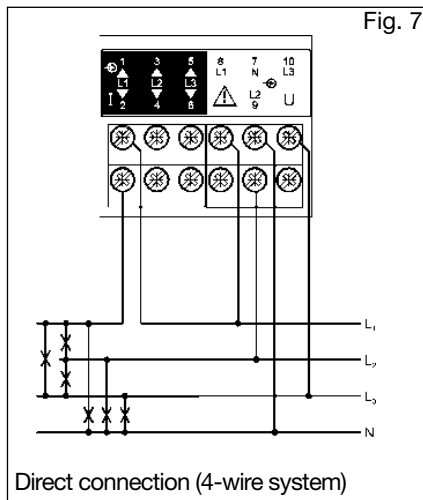 Fig. 7
1 3 5 8 7 10
L1 N L3
L1 L2 L3
L2
I 2 4 6 9 U
L₁
L₂
L₃
N
Direct connection (4-wire system)